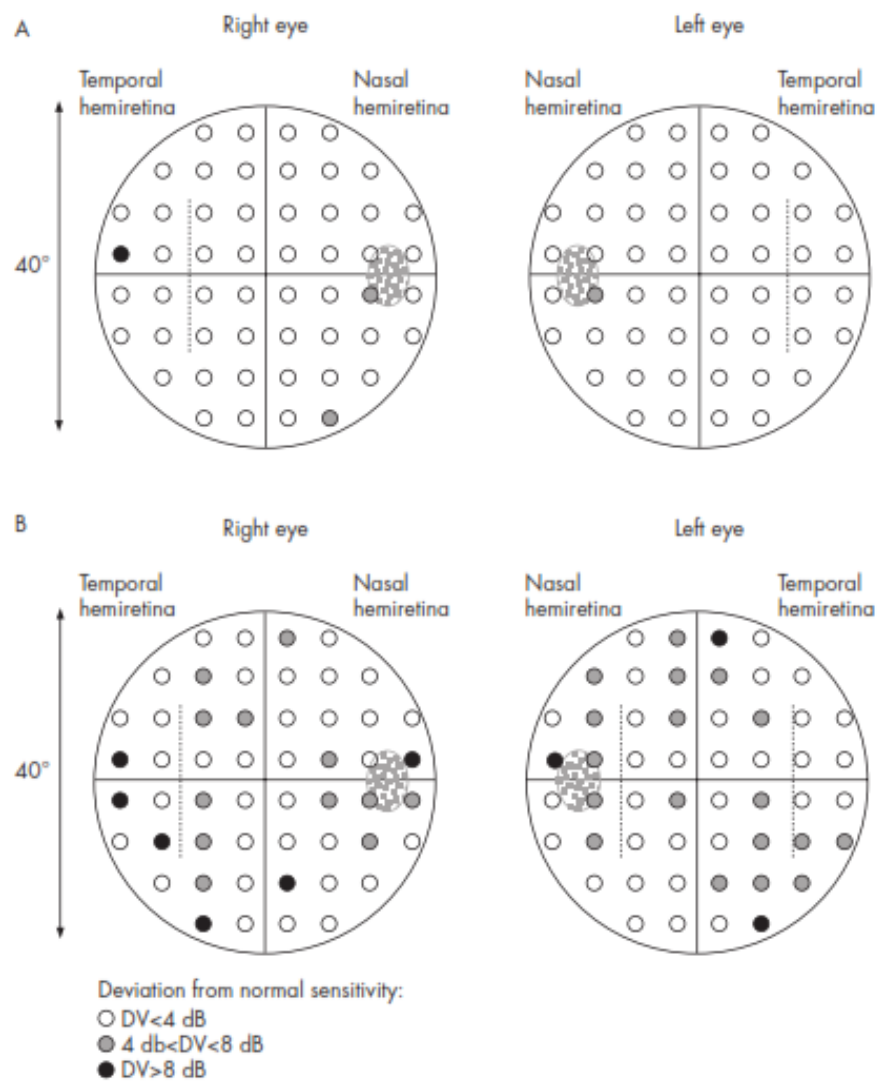 A
Right eye
Left eye
Temporal
hemiretina
Nasal
hemiretina
Nasal
hemiretina
Temporal
hemiretina
40°
B
Right eye
Left eye
Temporal
hemiretina
Nasal
hemiretina
Nasal
hemiretina
Temporal
hemiretina
40°
Deviation from normal sensitivity:
DV<4 dB
4 db<DV<8 dB
DV>8 dB